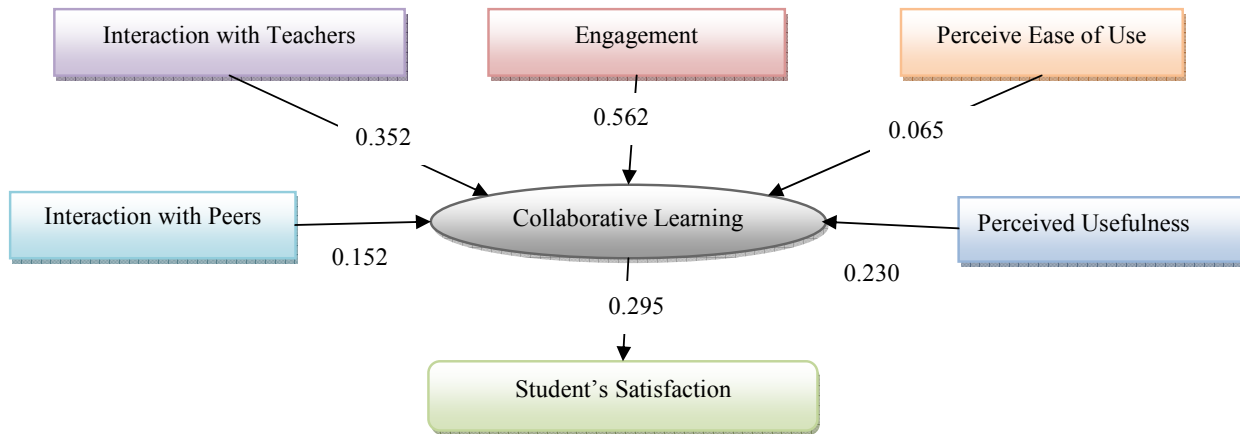 Interaction with Teachers
Engagement
Perceive Ease of Use
0.352
0.562
0.065
Interaction with Peers
Collaborative Learning
Perceived Usefulness
0.152
0.230
0.295
Student’s Satisfaction